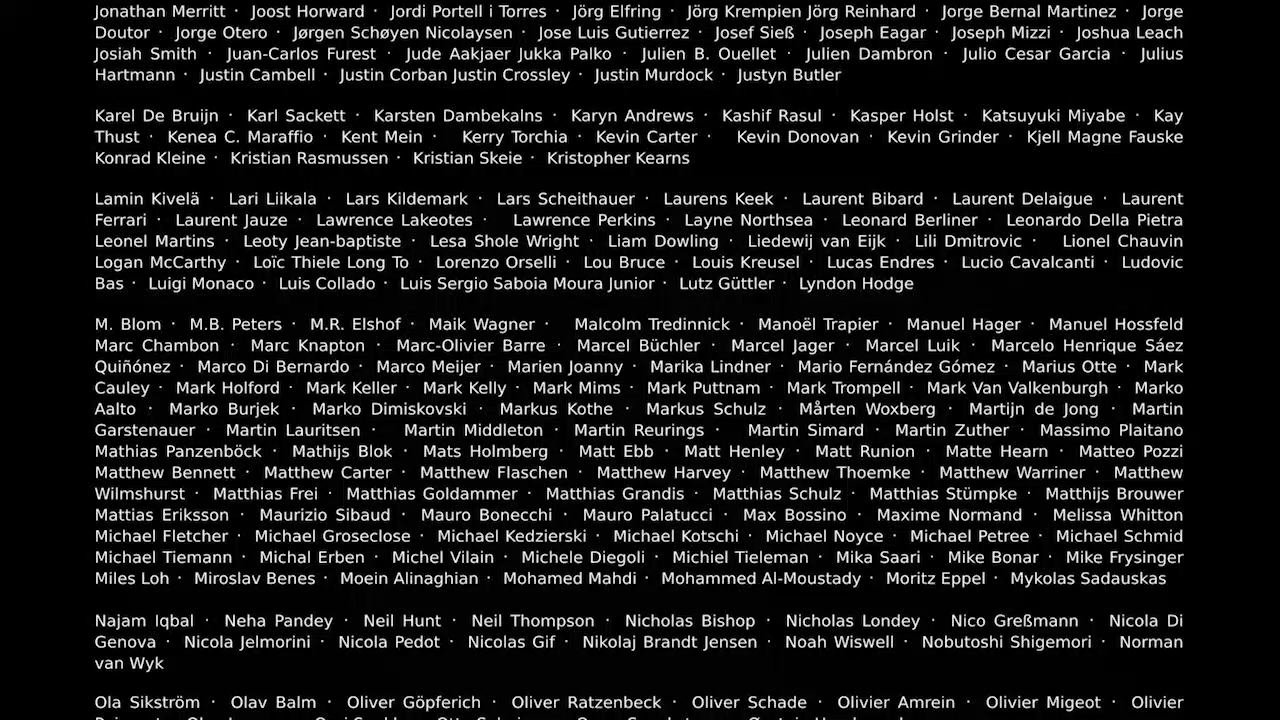 Jonathan Merritt · Joost Horward · Jordi Portell i Torres · Jörg Elfring · Jörg Krempien Jörg Reinhard · Jorge Bernal Martinez · Jorge
Doutor · Jorge Otero · Jørgen Schøyen Nicolaysen · Jose Luis Gutierrez · Josef Sieß · Joseph Eagar · Joseph Mizzi · Joshua Leach
Josiah Smith · Juan-Carlos Furest · Jude Aakjaer Jukka Palko · Julien B. Ouellet · Julien Dambron · Julio Cesar Garcia · Julius
Hartmann · Justin Cambell · Justin Corban Justin Crossley · Justin Murdock · Justyn Butler
Karel De Bruijn · Karl Sackett · Karsten Dambekalns · Karyn Andrews · Kashif Rasul · Kasper Holst · Katsuyuki Miyabe · Kay
Thust · Kenea C. Maraffio · Kent Mein · Kerry Torchia · Kevin Carter · Kevin Donovan · Kevin Grinder · Kjell Magne Fauske
Konrad Kleine · Kristian Rasmussen · Kristian Skeie · Kristopher Kearns
Lamin Kivelä · Lari Liikala · Lars Kildemark · Lars Scheithauer · Laurens Keek · Laurent Bibard · Laurent Delaigue · Laurent
Ferrari · Laurent Jauze · Lawrence Lakeotes · Lawrence Perkins · Layne Northsea · Leonard Berliner · Leonardo Della Pietra
Leonel Martins · Leoty Jean-baptiste · Lesa Shole Wright · Liam Dowling · Liedewij van Eijk · Lili Dmitrovic · Lionel Chauvin
Logan McCarthy · Loïc Thiele Long To · Lorenzo Orselli · Lou Bruce · Louis Kreusel · Lucas Endres · Lucio Cavalcanti · Ludovic
Bas · Luigi Monaco · Luis Collado · Luis Sergio Saboia Moura Junior · Lutz Güttler · Lyndon Hodge
M. Blom · M.B. Peters · M.R. Elshof · Maik Wagner · Malcolm Tredinnick · Manoël Trapier · Manuel Hager · Manuel Hossfeld
Marc Chambon · Marc Knapton · Marc-Olivier Barre · Marcel Büchler · Marcel Jager · Marcel Luik · Marcelo Henrique Sáez
Quiñónez · Marco Di Bernardo · Marco Meijer · Marien Joanny · Marika Lindner · Mario Fernández Gómez · Marius Otte · Mark
Cauley · Mark Holford · Mark Keller · Mark Kelly · Mark Mims · Mark Puttnam · Mark Trompell · Mark Van Valkenburgh · Marko
Aalto · Marko Burjek · Marko Dimiskovski · Markus Kothe · Markus Schulz · Mårten Woxberg · Martijn de Jong · Martin
Garstenauer · Martin Lauritsen · Martin Middleton · Martin Reurings · Martin Simard · Martin Zuther · Massimo Plaitano
Mathias Panzenböck · Mathijs Blok · Mats Holmberg · Matt Ebb · Matt Henley · Matt Runion · Matte Hearn · Matteo Pozzi
Matthew Bennett · Matthew Carter · Matthew Flaschen · Matthew Harvey · Matthew Thoemke · Matthew Warriner · Matthew
Wilmshurst · Matthias Frei · Matthias Goldammer · Matthias Grandis · Matthias Schulz · Matthias Stümpke · Matthijs Brouwer
Mattias Eriksson · Maurizio Sibaud · Mauro Bonecchi · Mauro Palatucci · Max Bossino · Maxime Normand · Melissa Whitton
Michael Fletcher · Michael Groseclose · Michael Kedzierski · Michael Kotschi · Michael Noyce · Michael Petree · Michael Schmid
Michael Tiemann · Michal Erben · Michel Vilain · Michele Diegoli · Michiel Tieleman · Mika Saari · Mike Bonar · Mike Frysinger
Miles Loh · Miroslav Benes · Moein Alinaghian · Mohamed Mahdi · Mohammed Al-Moustady · Moritz Eppel · Mykolas Sadauskas
Najam Iqbal · Neha Pandey · Neil Hunt · Neil Thompson · Nicholas Bishop · Nicholas Londey · Nico Greßmann · Nicola Di
Genova · Nicola Jelmorini · Nicola Pedot · Nicolas Gif · Nikolaj Brandt Jensen · Noah Wiswell · Nobutoshi Shigemori · Norman
van Wyk
Ola Sikström · Olav Balm · Oliver Göpferich · Oliver Ratzenbeck · Oliver Schade · Olivier Amrein · Olivier Migeot · Olivier